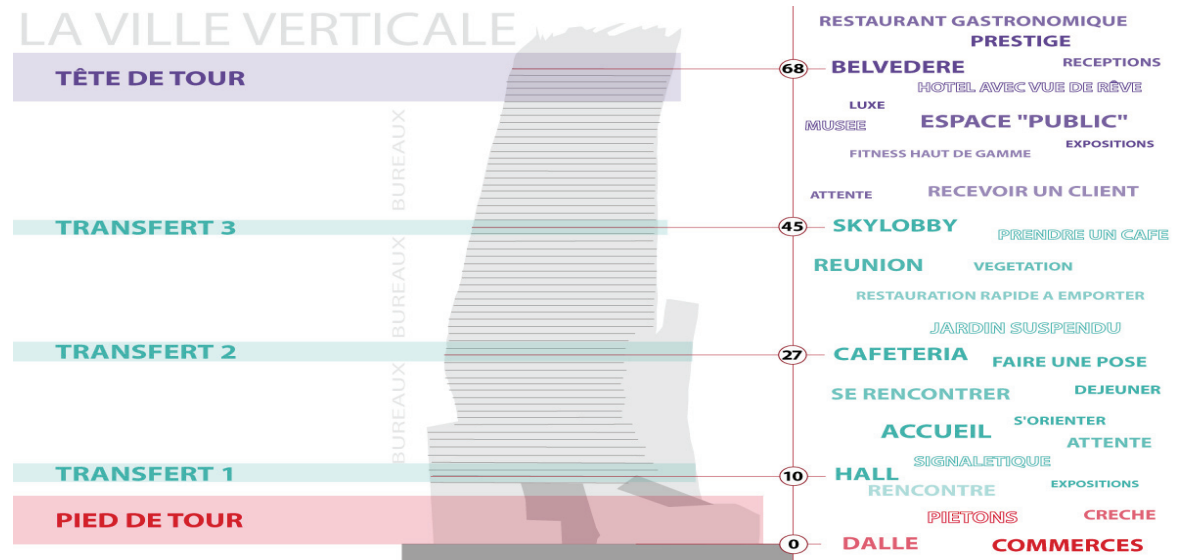 LA VILLE VERTICALE
TÊTE DE TOUR
BUREAUX
TRANSFERT 3
BUREAUX
TRANSFERT 2
BUREAUX
TRANSFERT 1
PIED DE TOUR
RESTAURANT GASTRONOMIQUE
PRESTIGE
68 BELVEDERE RECEPTIONS
HOTEL AVEC VUE DE RÊVE
LUXE
MUSEE ESPACE "PUBLIC"
EXPOSITIONS
FITNESS HAUT DE GAMME
ATTENTE RECEVOIR UN CLIENT
45 SKYLOBBY
PRENDRE UN CAFE
REUNION VEGETATION
RESTAURATION RAPIDE A EMPORTER
JARDIN SUSPENDU
27 CAFETERIA
FAIRE UNE POSE
SE RENCONTRER DEJEUNER
S'ORIENTER
ACCUEIL
ATTENTE
SIGNALETIQUE
10 HALL
RENCONTRE EXPOSITIONS
PIETONS CRECHE
0 DALLE COMMERCES